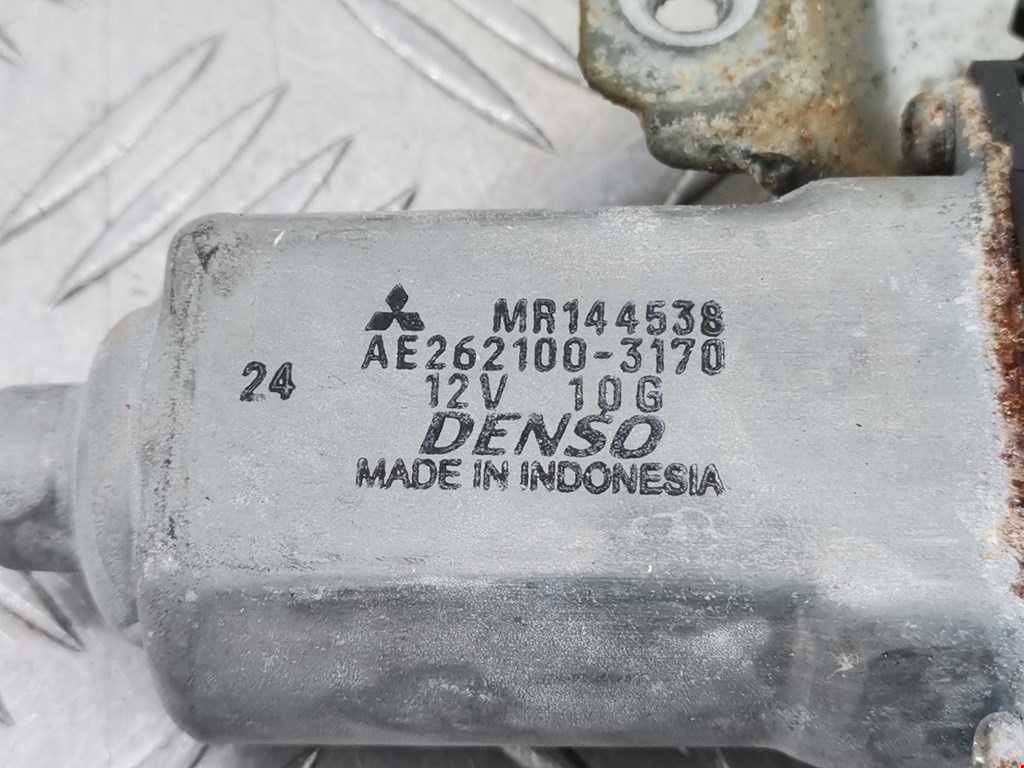 MR144538
AE262100-3170
24
12V 10G
DENSO
MADE IN INDONESIA